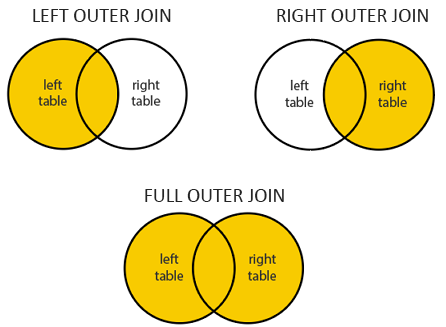 LEFT OUTER JOIN
left
table
right
table
RIGHT OUTER JOIN
left
table
right
table
FULL OUTER JOIN
left
table
right
table